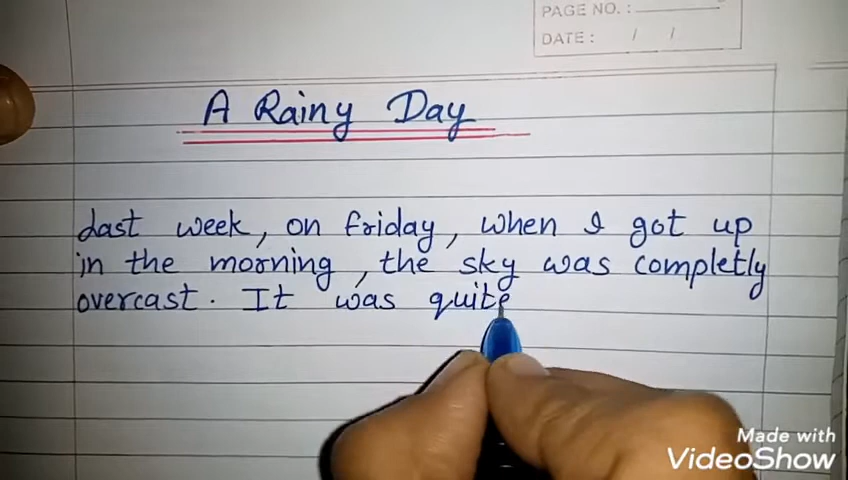 PAGE NO. :
DATE : / /
A Rainy Day
Last week, on friday, when I got up
in the morning, the sky was completly
overcast. It was quite
Made with
VideoShow